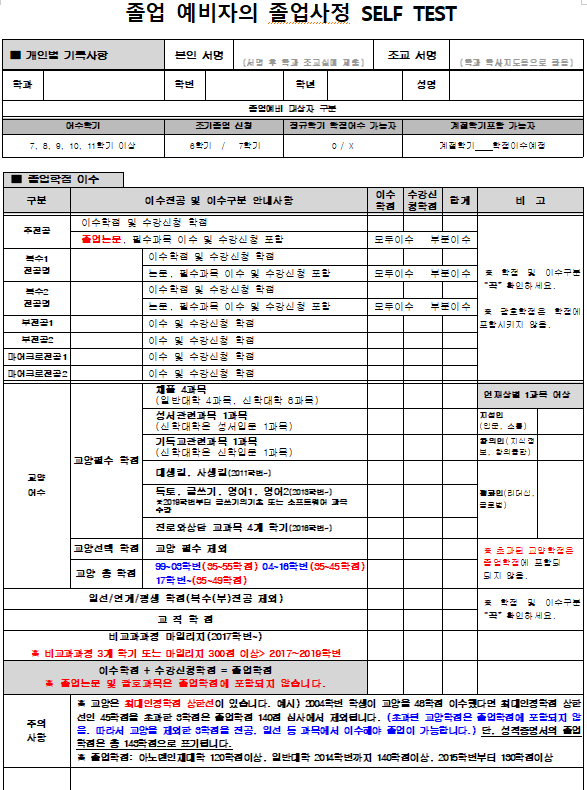 졸업 예비자의 졸업사정 SELF TEST
■ 개인별 기록사항 본인 서명 (서명 후 학과 조교실에 제출) 조교 서명 (학과 학사지도용으로 활용)
학과 학번 학년 성명
졸업예비 대상자 구분
이수학기 조기졸업 신청 정규학기 학점이수 가능자 계절학기포함 가능자
7, 8, 9, 10, 11학기 이상 6학기 / 7학기 O / X 계절학기___학점이수예정
■ 졸업학점 이수
구분 이수전공 및 이수구분 안내사항 이수학점 수강신청학점 합계 비 고
주전공 이수학점 및 수강신청 학점
졸업논문, 필수과목 이수 및 수강신청 포함 모두이수 부분이수
복수1 전공명 이수학점 및 수강신청 학점
논문, 필수과목 이수 및 수강신청 포함 모두이수 부분이수
복수2 전공명 이수학점 및 수강신청 학점
논문, 필수과목 이수 및 수강신청 포함 모두이수 부분이수
부전공1 이수 및 수강신청 학점
부전공2 이수 및 수강신청 학점
마이크로전공1 이수 및 수강신청 학점
마이크로전공2 이수 및 수강신청 학점
※ 학점 및 이수구분
"꼭" 확인하세요.
※ 괄호학점은 학점에
포함시키지 않음.
교양
이수
교양필수 학점
채플 4과목
(일반대학 4과목, 신학대학 8과목)
성서관련과목 1과목
(신학대학은 성서입문 1과목)
기독교관련과목 1과목
(신학대학은 신학입문 1과목)
대생길, 사생길(2011학번~)
독토, 글쓰기, 영어1, 영어2(2013학번~)
※2019학번부터 글쓰기의기초 또는 소프트웨어 과목
수강
진로와상담 교과목 4개 학기(2016학번~)
인재상별 1과목 이상
지성인
(인문, 소통)
창의인(지식정
보, 창의융합)
(리더십,
글로벌)
교양선택 학점 교양 필수 제외
교양 총 학점 99~03학번(35~55학점) 04~16학번(35~45학점)
17학번~(35~49학점)
※ 초과된 교양학점은
졸업학점에 포함되
되지 않음.
일선/연계/평생 학점(복수(부)전공 제외)
교 직 학 점
※ 학점 및 이수구분
"꼭" 확인하세요.
비교과과정 마일리지(2017학번~)
※ 비교과과정 3개 학기 또는 마일리지 300점 이상> 2017~2019학번
이수학점 + 수강신청학점 = 졸업학점
※ 졸업논문 및 괄호과목은 졸업학점에 포함되지 않습니다.
주의
사항
※ 교양은 최대인정학점 상한선이 있습니다. 예시) 2004학번 학생이 교양을 48학점 이수했다면 최대인정학점 상한
선인 45학점을 초과한 3학점은 졸업학점 140점 심사에서 제외됩니다. (초과된 교양학점은 졸업학점에 포함되지 않
음. 따라서 교양을 제외한 3학점을 전공, 일선 등 과목에서 이수해야 졸업이 가능합니다.) 단, 성적증명서의 졸업
학점은 총 143학점으로 표기됩니다.
※ 졸업학점: 야노덴인재대학 120학점이상, 일반대학 2014학번까지 140학점이상, 2015학번부터 130학점이상